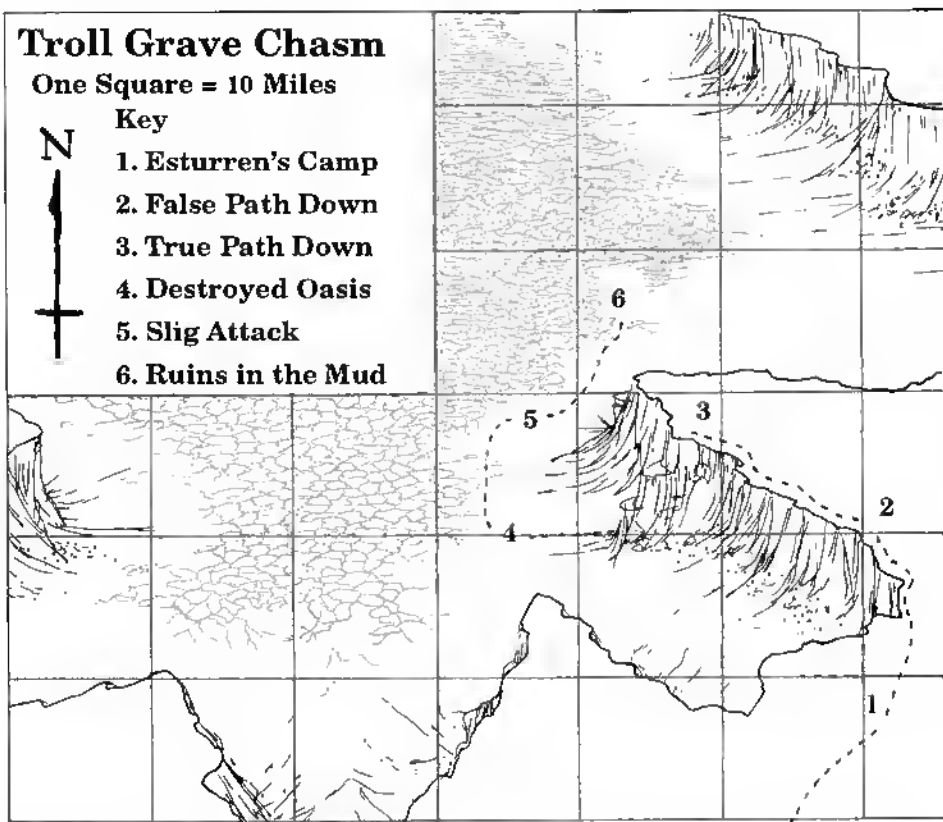 Troll Grave Chasm
One Square = 10 Miles
Key
N
1. Esturren's Camp
2. False Path Down
3. True Path Down
4. Destroyed Oasis
5. Slig Attack
6. Ruins in the Mud
6
5
3
2
4
1